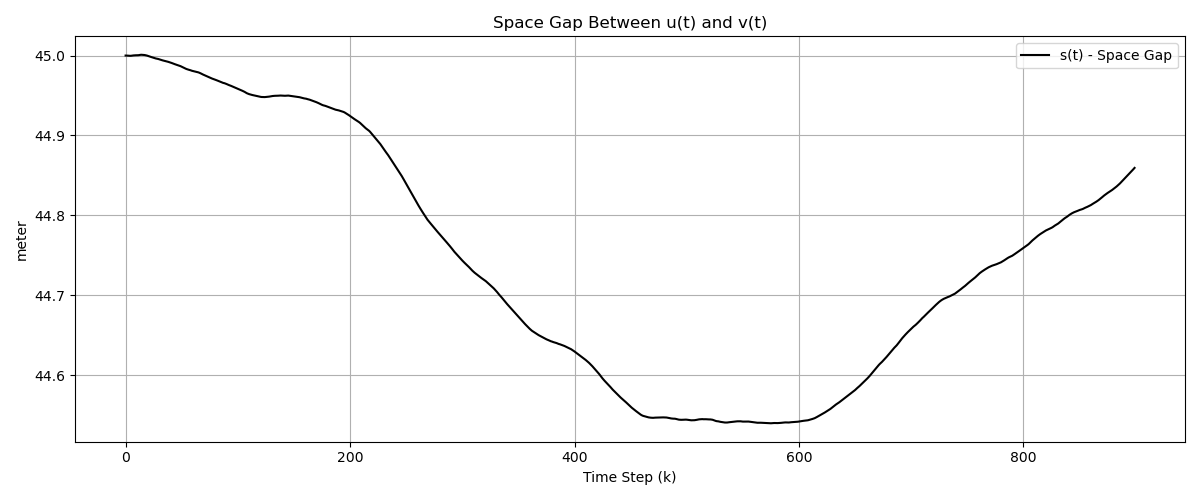 Space Gap Between u(t) and v(t)
s(t) - Space Gap
meter
45.0
44.9
44.8
44.7
44.6
0 200 400 600 800
Time Step (k)